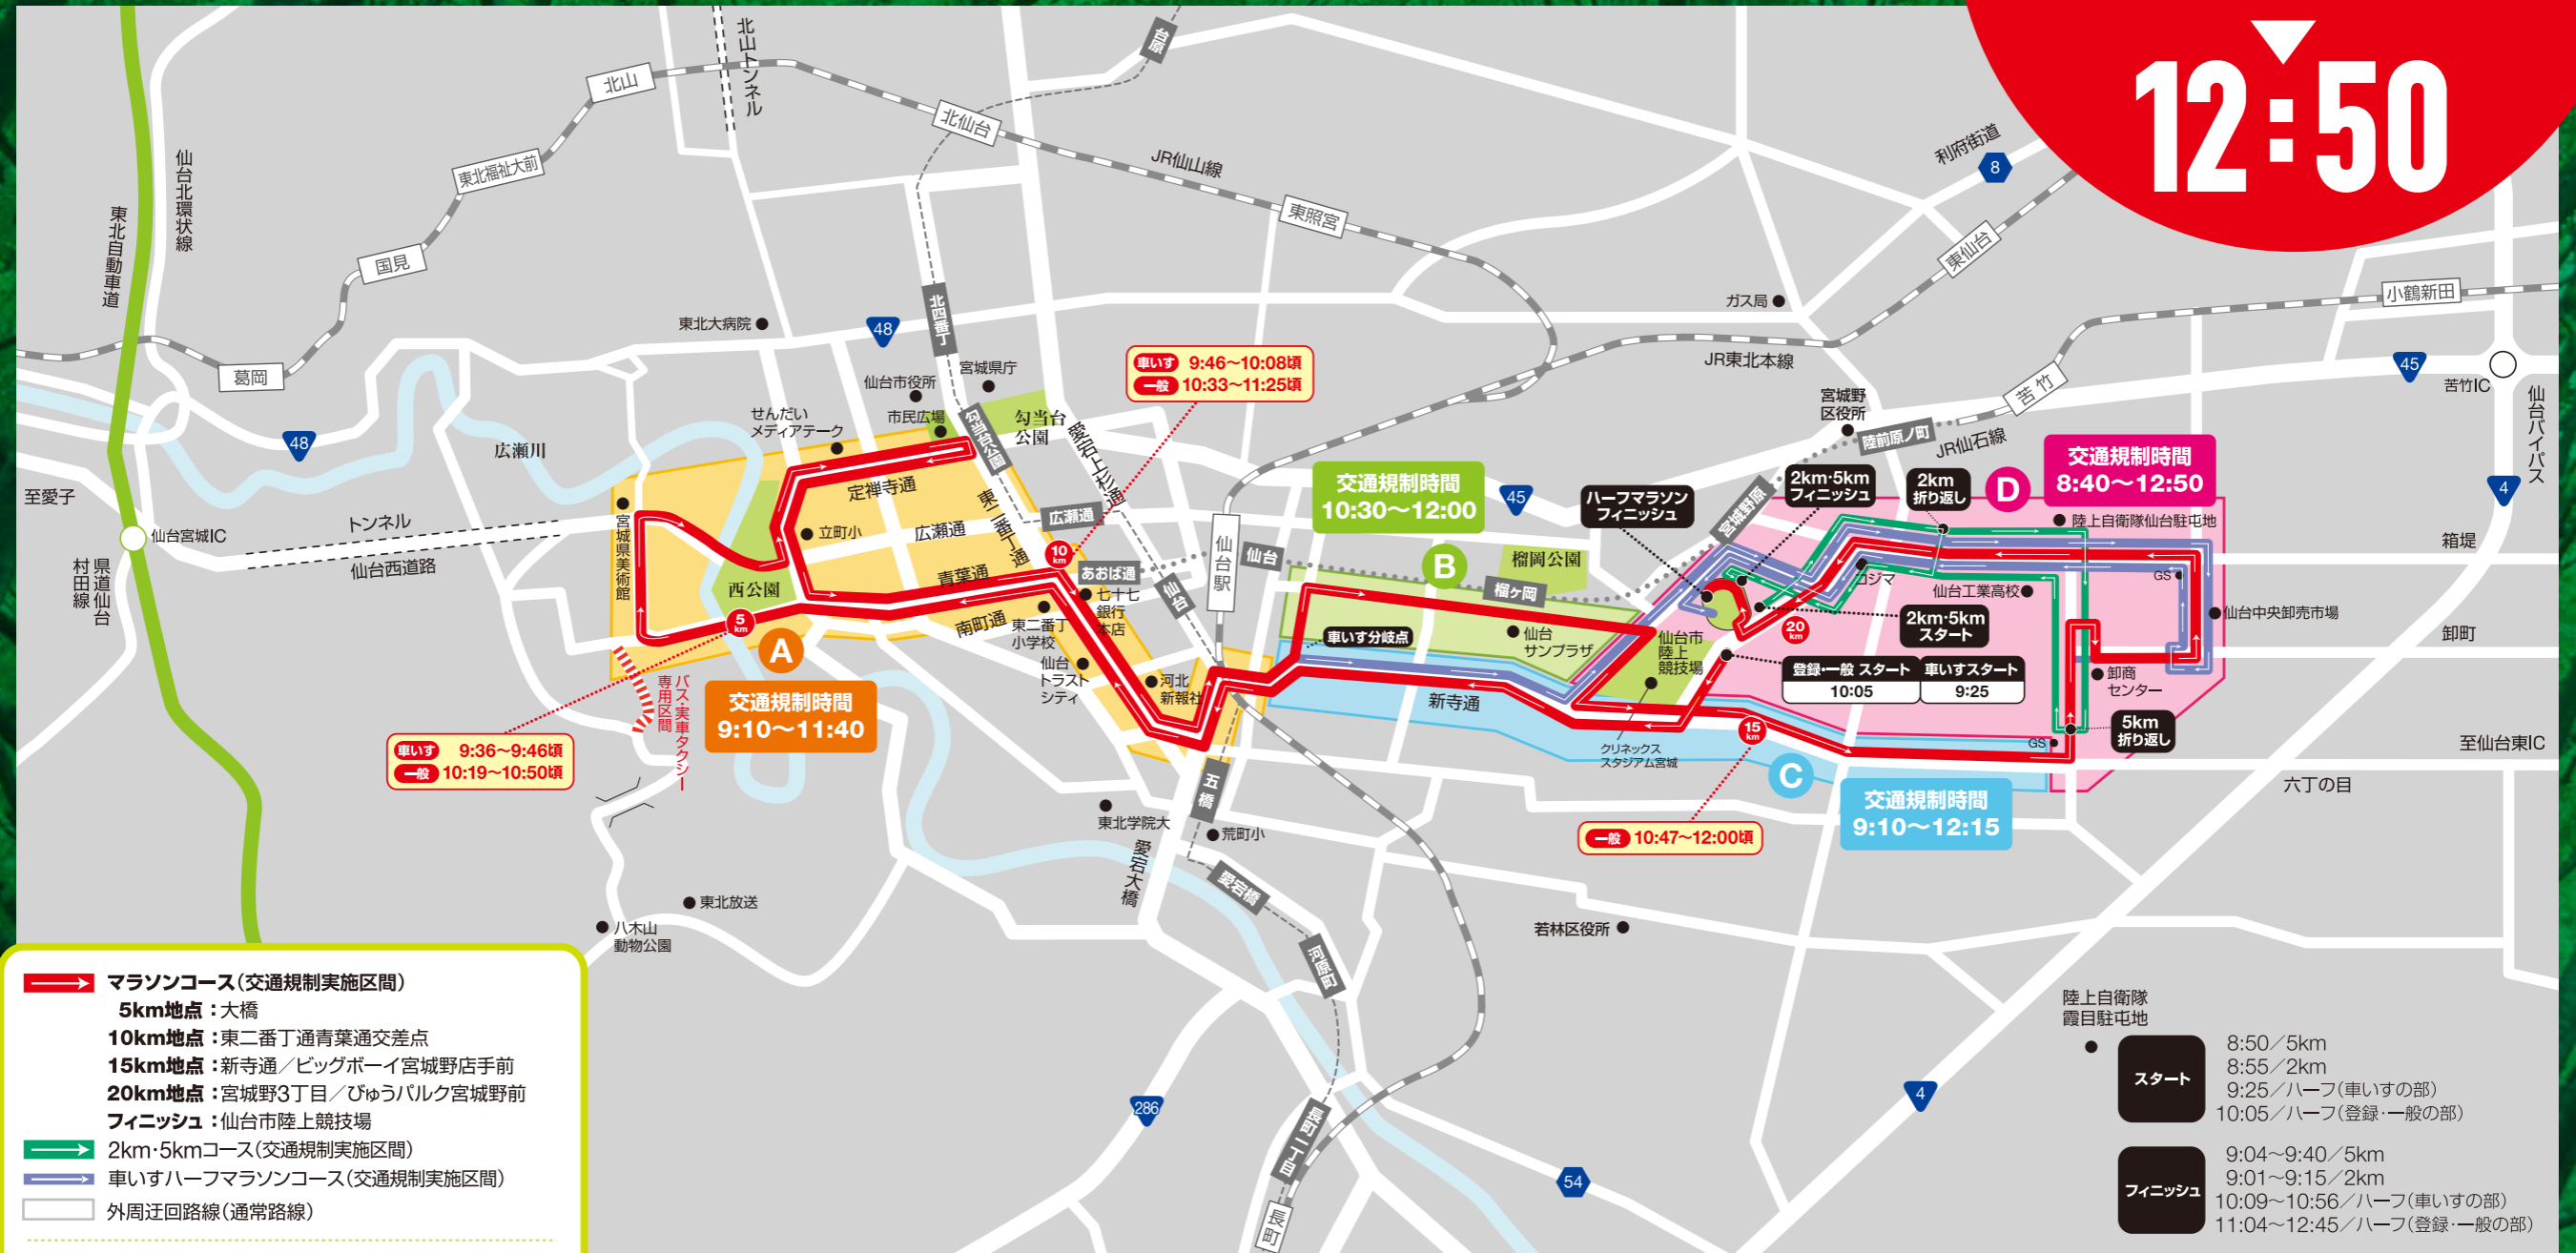 12:50
北山トンネル
台原
北山
北仙台
JR仙山線
利府街道
8
東北福祉大前
仙台北環状線
東北自動車道
東照宮
東仙台
国見
小鶴新田
ガス局
東北大病院
48
北四番丁
JR東北本線
45
苦竹IC
仙台バイパス
葛岡
宮城県庁
仙台市役所
車いす 9:46〜10:08頃
一般 10:33〜11:25頃
宮城野
区役所
苦竹
せんだい
メディアテーク
市民広場
勾当台
公園
勾当台公園
愛宕上杉通
陸前原ノ町
JR仙石線
48
広瀬川
交通規制時間
10:30〜12:00
45
交通規制時間
8:40〜12:50
D
2km・5km
フィニッシュ
2km
折り返し
ハーフマラソン
フィニッシュ
4
至愛子
定禅寺通
東二番丁通
宮城野原
陸上自衛隊仙台駐屯地
トンネル
仙台宮城IC
宮城県美術館
立町小
広瀬通
広瀬通
仙台駅
仙台
榴岡公園
箱堤
仙台西道路
県道仙台
村田線
10
km
あおば通
B
榴ヶ岡
コジマ
GS
西公園
青葉通
七十七
銀行
本店
仙台
仙台工業高校
仙台中央卸売市場
5
km
南町通
東二番丁
小学校
車いす分岐点
仙台
サンプラザ
仙台市
陸上
競技場
20
km
2km・5km
スタート
卸町
A
仙台
トラスト
シティ
河北
新報社
登録・一般 スタート
10:05
車いすスタート
9:25
卸商
センター
バス・実車タクシー
専用区間
交通規制時間
9:10〜11:40
新寺通
15
km
5km
折り返し
GS
車いす 9:36〜9:46頃
一般 10:19〜10:50頃
クリネックス
スタジアム宮城
至仙台東IC
C
六丁の目
五橋
東北学院大
荒町小
交通規制時間
9:10〜12:15
一般 10:47〜12:00頃
愛宕大橋
愛宕橋
東北放送
八木山
動物公園
若林区役所
河原町
マラソンコース(交通規制実施区間)
5km地点：大橋
10km地点：東二番丁通青葉通交差点
15km地点：新寺通／ビッグボーイ宮城野店手前
20km地点：宮城野3丁目／びゅうパルク宮城野前
フィニッシュ：仙台市陸上競技場
2km・5kmコース(交通規制実施区間)
車いすハーフマラソンコース(交通規制実施区間)
外周迂回路線(通常路線)
286
長町一丁目
長町
54
4
陸上自衛隊
霞目駐屯地
スタート
8:50／5km
8:55／2km
9:25／ハーフ(車いすの部)
10:05／ハーフ(登録・一般の部)
フィニッシュ
9:04〜9:40／5km
9:01〜9:15／2km
10:09〜10:56／ハーフ(車いすの部)
11:04〜12:45／ハーフ(登録・一般の部)